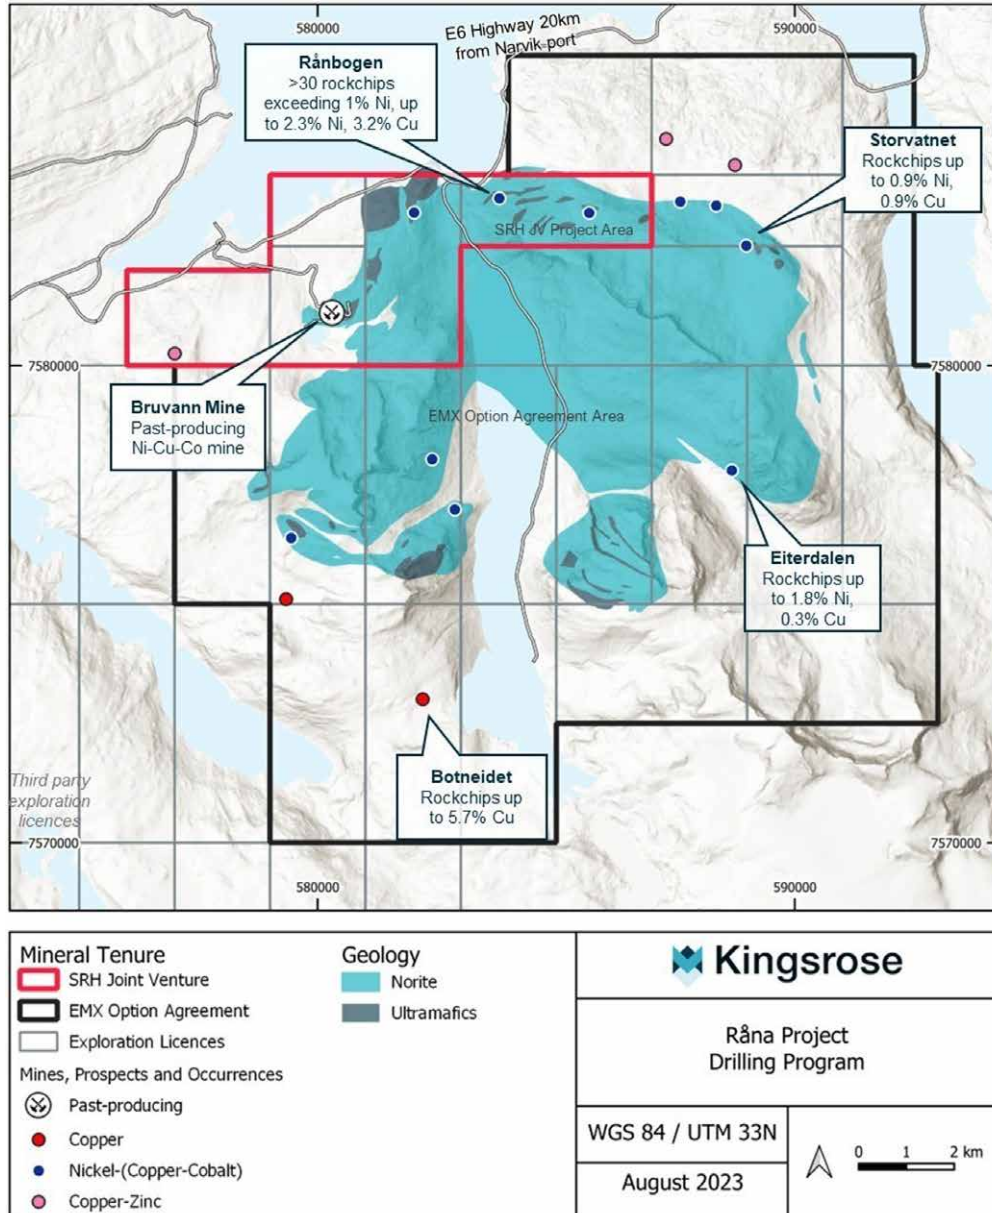 580000
590000
E6 Highway 20km
from Narvik port
Rånbogen
>30 rockchips
exceeding 1% Ni, up
to 2.3% Ni, 3.2% Cu
Storvatnet
Rockchips up
to 0.9% Ni,
0.9% Cu
SRH JV Project Area
7580000
7580000
Bruvann Mine
Past-producing
Ni-Cu-Co mine
EMX Option Agreement Area
Eiterdalen
Rockchips up
to 1.8% Ni,
0.3% Cu
Botneidet
Rockchips up
to 5.7% Cu
Third party
exploration
licences
7570000
7570000
580000
590000
Mineral Tenure
SRH Joint Venture
EMX Option Agreement
Exploration Licences
Mines, Prospects and Occurrences
Past-producing
Copper
Nickel-(Copper-Cobalt)
Copper-Zinc
Geology
Norite
Ultramafics
Kingsrose
Råna Project
Drilling Program
WGS 84 / UTM 33N
August 2023
0 1 2 km